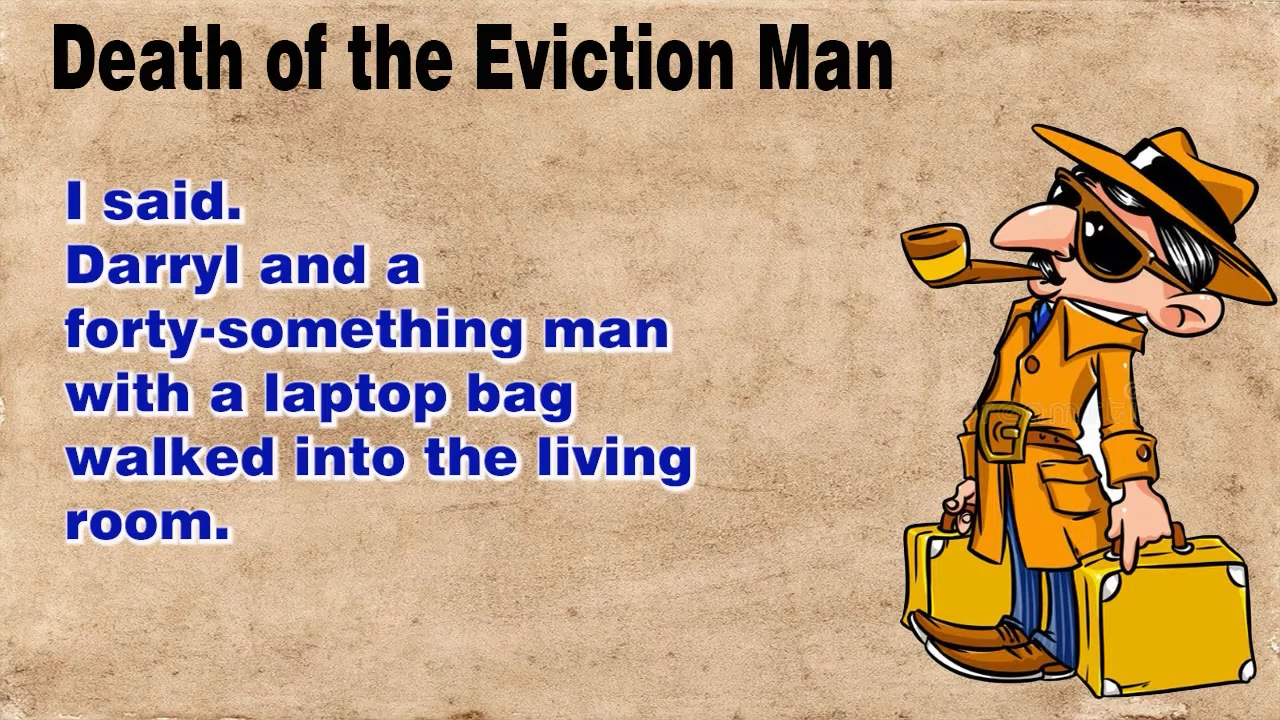 Death of the Eviction Man
I said.
Darryl and a
forty-something man
with a laptop bag
walked into the living
room.